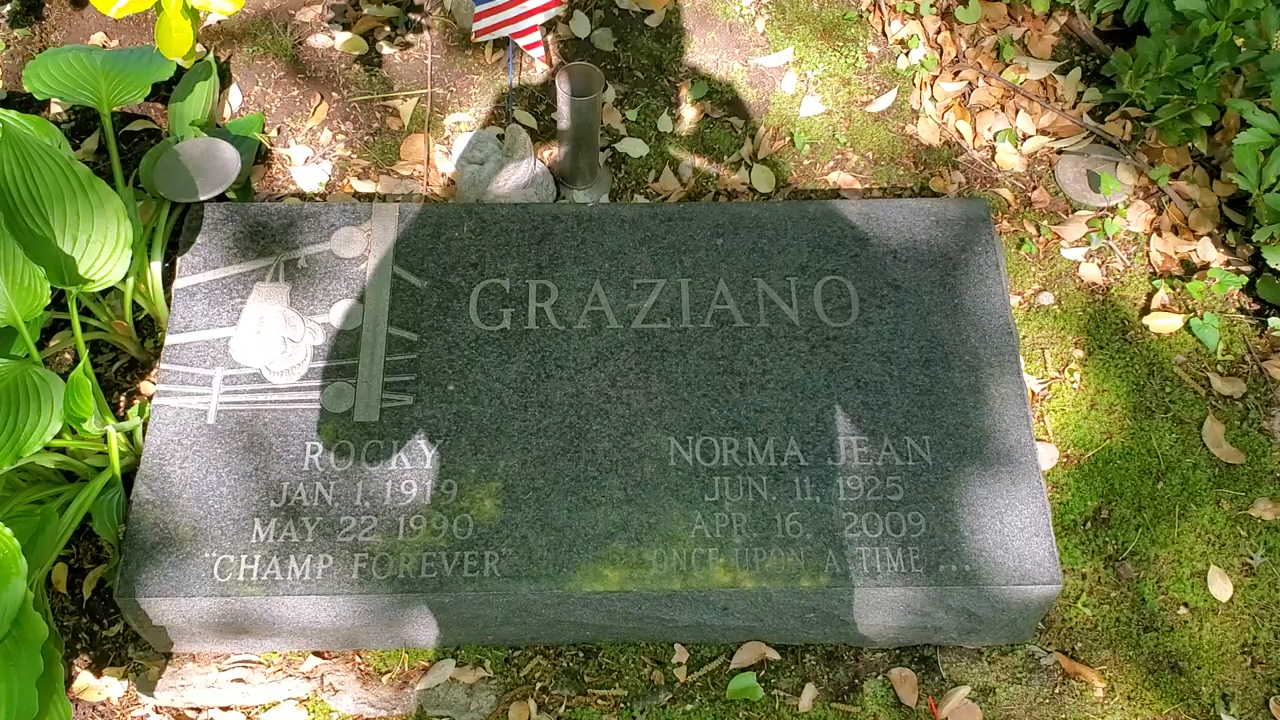 GRAZIANO
ROCKY
JAN. 1, 1919
MAY 22 1990
"CHAMP FOREVER"
NORMA JEAN
JUN. 11, 1925
APR. 16, 2009
ONCE UPON A TIME ...